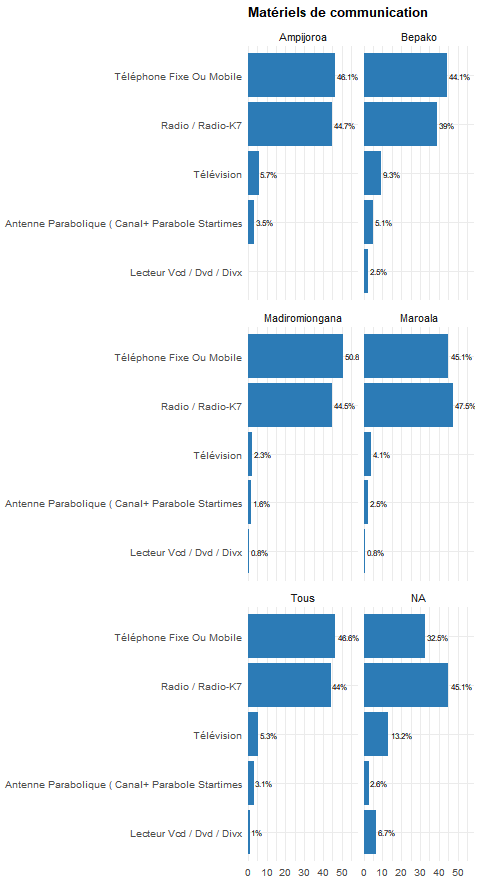 Matériels de communication
Ampijoroa Bepako
Téléphone Fixe Ou Mobile 46.1% 44.1%
Radio / Radio-K7 44.7% 39%
Télévision 5.7% 9.3%
Antenne Parabolique ( Canal+ Parabole Startimes 3.5% 5.1%
Lecteur Vcd / Dvd / Divx 2.5%
Madiromiongana Maroala
Téléphone Fixe Ou Mobile 50.8 45.1%
Radio / Radio-K7 44.5% 47.5%
Télévision 2.3% 4.1%
Antenne Parabolique ( Canal+ Parabole Startimes 1.6% 2.5%
Lecteur Vcd / Dvd / Divx 0.8% 0.8%
Tous NA
Téléphone Fixe Ou Mobile 46.6% 32.5%
Radio / Radio-K7 44% 45.1%
Télévision 5.3% 13.2%
Antenne Parabolique ( Canal+ Parabole Startimes 3.1% 2.6%
Lecteur Vcd / Dvd / Divx 1% 6.7%
0 10 20 30 40 50 0 10 20 30 40 50